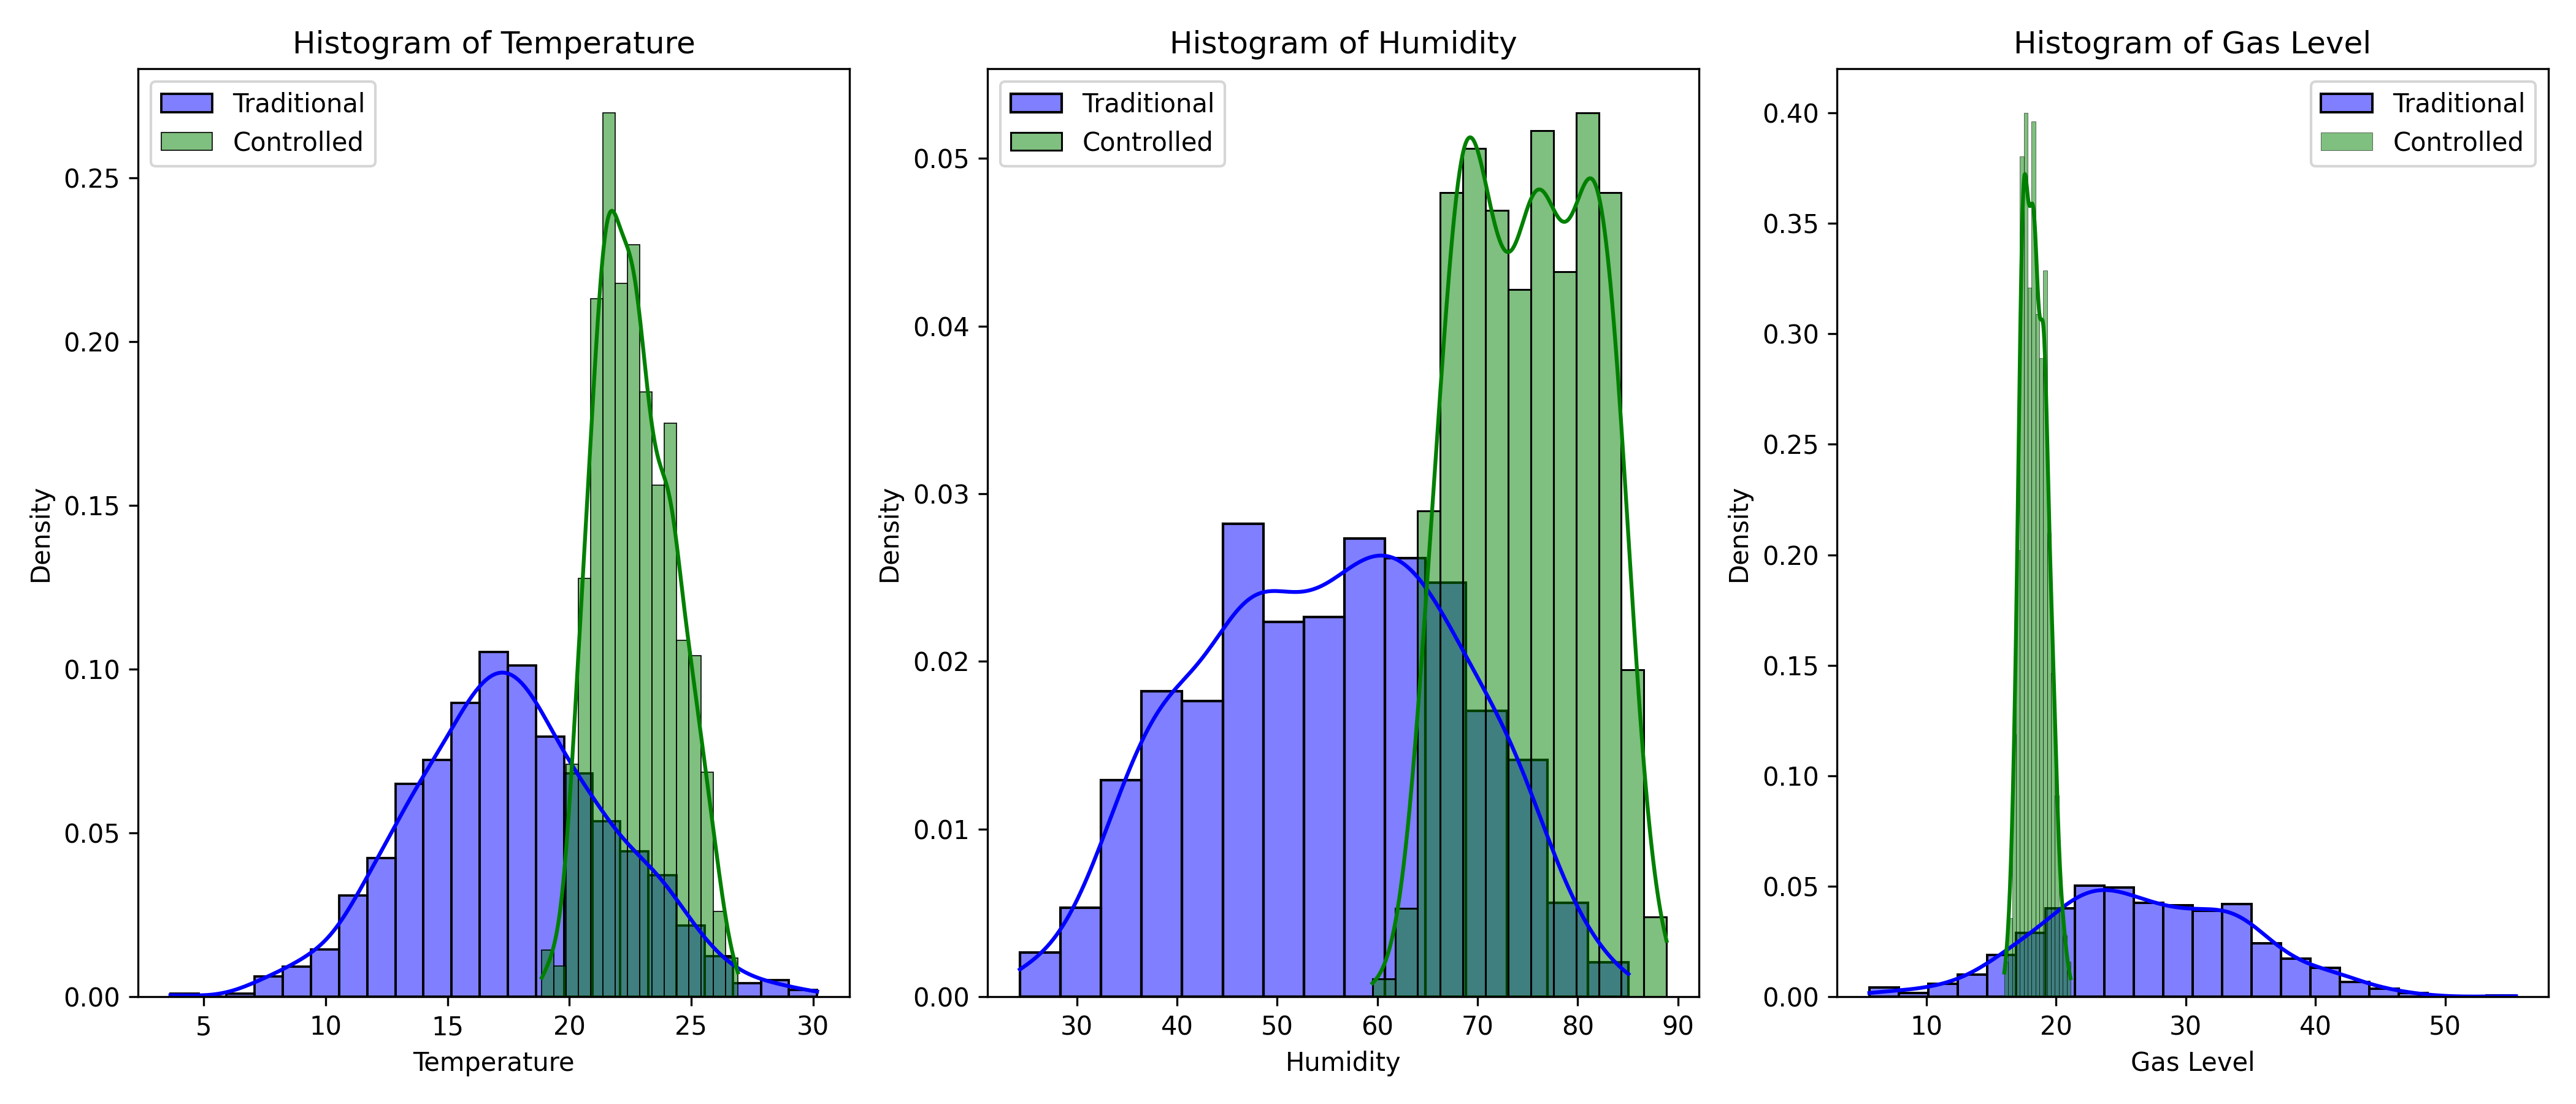 Histogram of Temperature
Traditional
Controlled
0.25
0.20
0.15
0.10
0.05
0.00
Density
5 10 15 20 25 30
Temperature
Histogram of Humidity
Traditional
Controlled
0.05
0.04
0.03
0.02
0.01
0.00
Density
30 40 50 60 70 80 90
Humidity
Histogram of Gas Level
Traditional
Controlled
0.40
0.35
0.30
0.25
0.20
0.15
0.10
0.05
0.00
Density
10 20 30 40 50
Gas Level